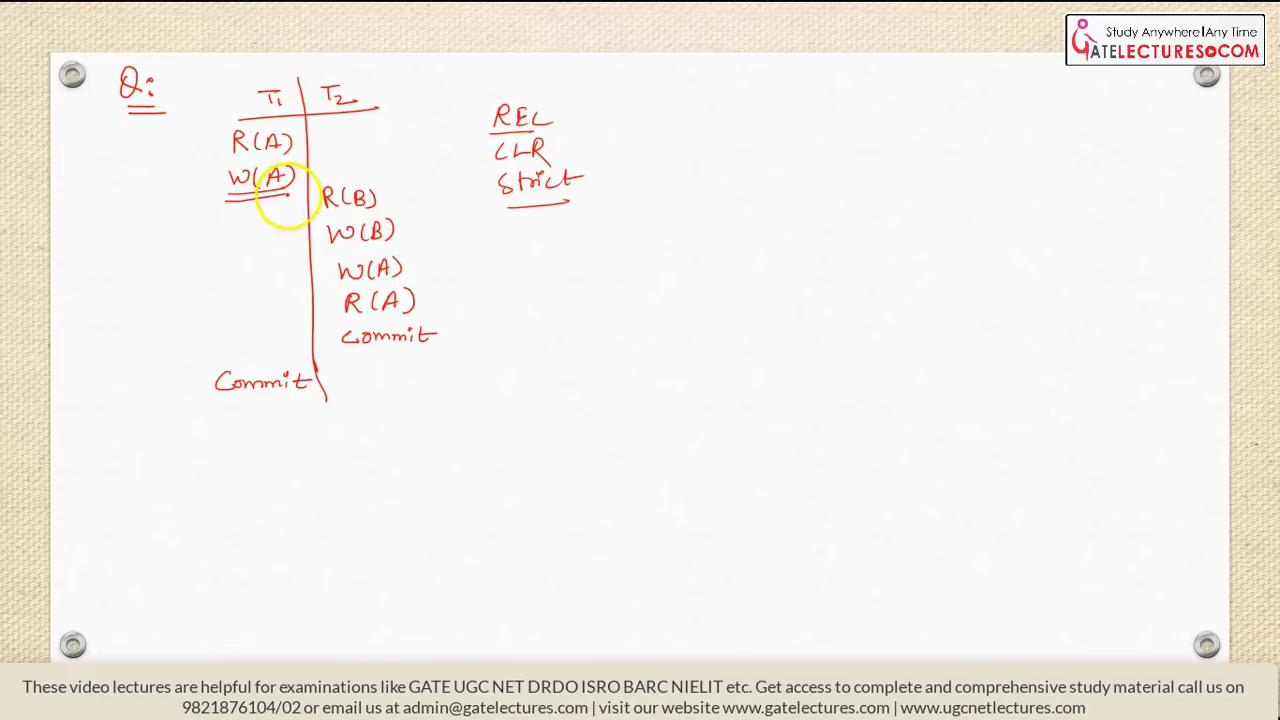 Study Anywhere|Any Time
GATELECTURES.COM
Q:
T1 T2
R(A)
W(A)
R(B)
W(B)
W(A)
R(A)
Commit
Commit
REC
CLR
Strict
These video lectures are helpful for examinations like GATE UGC NET DRDO ISRO BARC NIELIT etc. Get access to complete and comprehensive study material call us on
9821876104/02 or email us at admin@gatelectures.com | visit our website www.gatelectures.com | www.ugcnetlectures.com